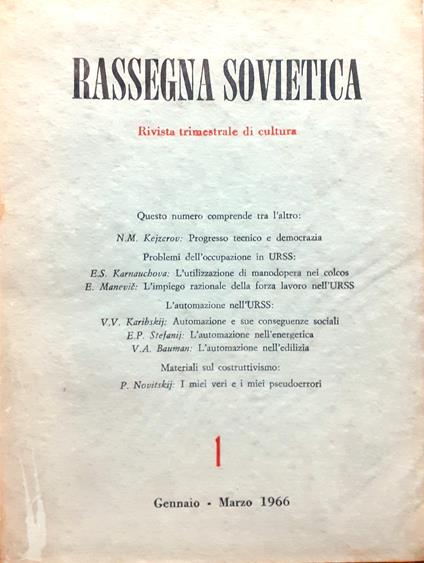 RASSEGNA SOVIETICA
Rivista trimestrale di cultura
Questo numero comprende tra l'altro:
N.M. Kejzerov: Progresso tecnico e democrazia
Problemi dell'occupazione in URSS:
E.S. Karnauchova: L'utilizzazione di manodopera nei colcos
E. Manevič: L'impiego razionale della forza lavoro nell'URSS
L'automazione nell'URSS:
V.V. Karibskij: Automazione e sue conseguenze sociali
E.P. Stefanij: L'automazione nell'energetica
V.A. Bauman: L'automazione nell'edilizia
Materiali sul costruttivismo:
P. Novitskij: I miei veri e i miei pseudoerrori
1
Gennaio - Marzo 1966